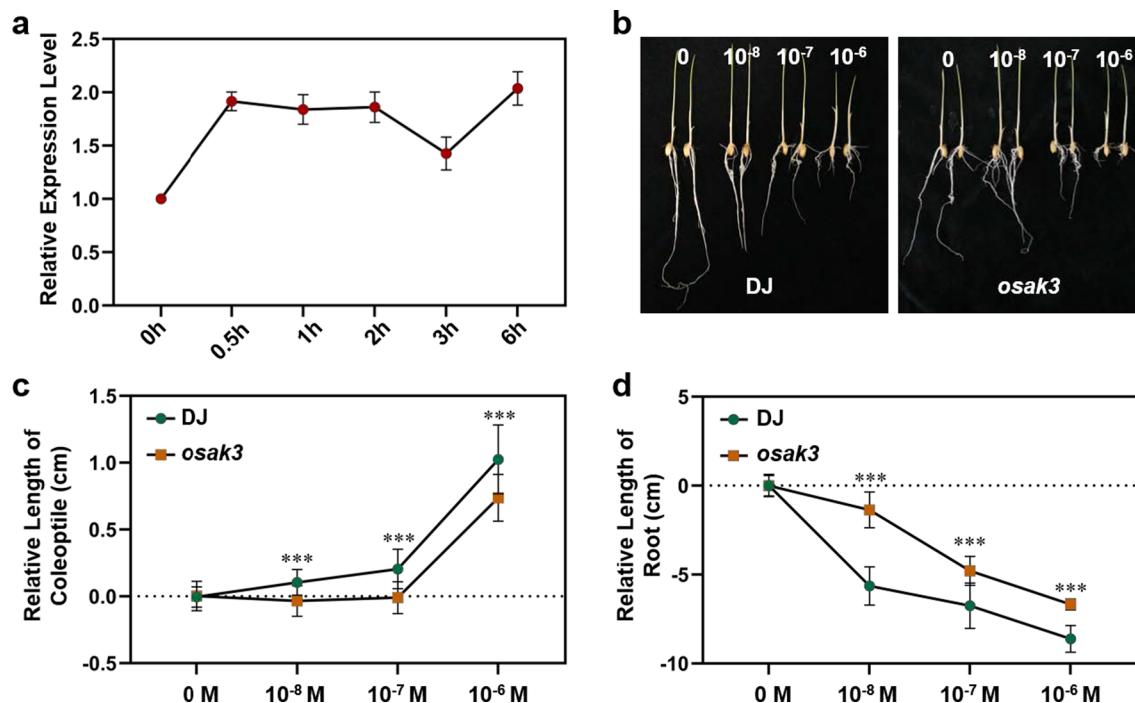 a
Relative Expression Level
2.5
2.0
1.5
1.0
0.5
0.0
0h
0.5h
1h
2h
3h
6h
b
0 10⁻⁸ 10⁻⁷ 10⁻⁶
DJ
0 10⁻⁸ 10⁻⁷ 10⁻⁶
osak3
c
Relative Length of
Coleoptile (cm)
1.5
1.0
0.5
0.0
-0.5
DJ
osak3
***
***
***
0 M
10⁻⁸ M
10⁻⁷ M
10⁻⁶ M
d
Relative Length of
Root (cm)
5
0
-5
-10
DJ
osak3
***
***
***
0 M
10⁻⁸ M
10⁻⁷ M
10⁻⁶ M